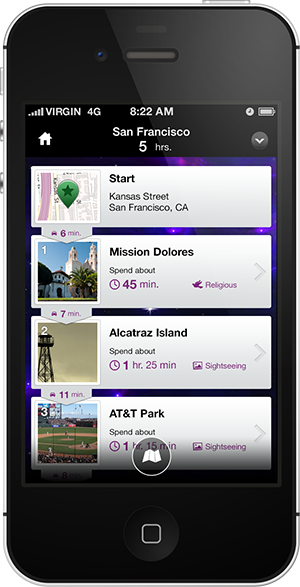 VIRGIN 4G 8:22 AM
San Francisco
5 hrs.
Start
Kansas Street
San Francisco, CA
6 min.
1
Mission Dolores
Spend about
45 min.
Religious
7 min.
2
Alcatraz Island
Spend about
1 hr. 25 min
Sightseeing
11 min.
3
AT&T Park
Spend about
1 hr. 15 min
Sightseeing